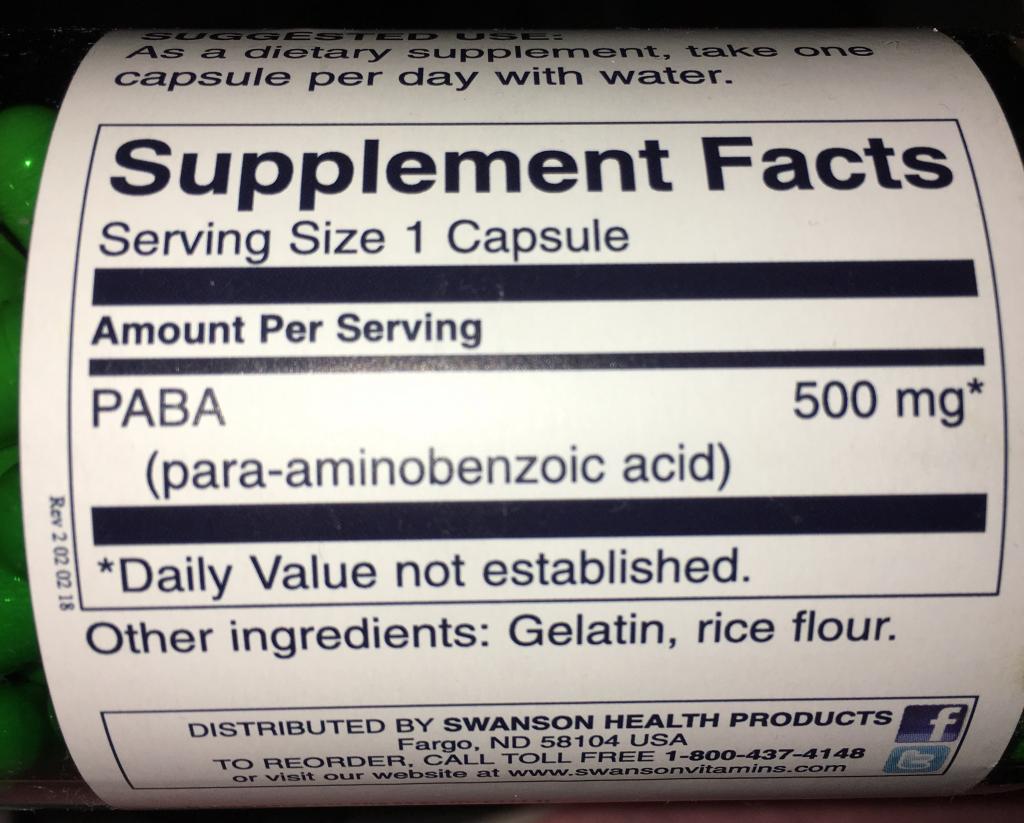 SUGGESTED USE:
As a dietary supplement, take one
capsule per day with water.
Supplement Facts
Serving Size 1 Capsule
Amount Per Serving
PABA 500 mg*
(para-aminobenzoic acid)
*Daily Value not established.
Rev 2 02 02 18
Other ingredients: Gelatin, rice flour.
DISTRIBUTED BY SWANSON HEALTH PRODUCTS
Fargo, ND 58104 USA
TO REORDER, CALL TOLL FREE 1-800-437-4148
or visit our website at www.swansonvitamins.com